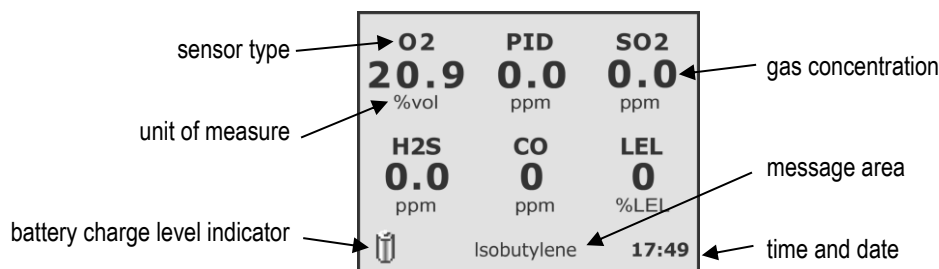 sensor type
O2 PID SO2
20.9 0.0 0.0
gas concentration
%vol ppm ppm
unit of measure
H2S CO LEL
0.0 0 0
message area
ppm ppm %LEL
battery charge level indicator
Isobutylene 17:49
time and date